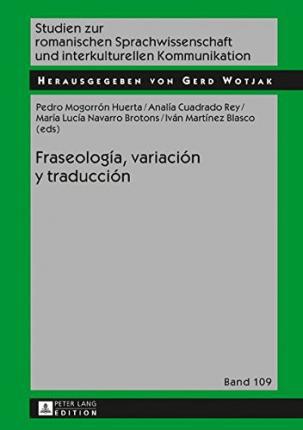 Studien zur
romanischen Sprachwissenschaft
und interkulturellen Kommunikation
HERAUSGEGEBEN VON GERD WOTJAK
Pedro Mogorrón Huerta/Analía Cuadrado Rey/
María Lucía Navarro Brotons/Iván Martínez Blasco
(eds)
Fraseología, variación
y traducción
Band 109
PETER LANG
EDITION